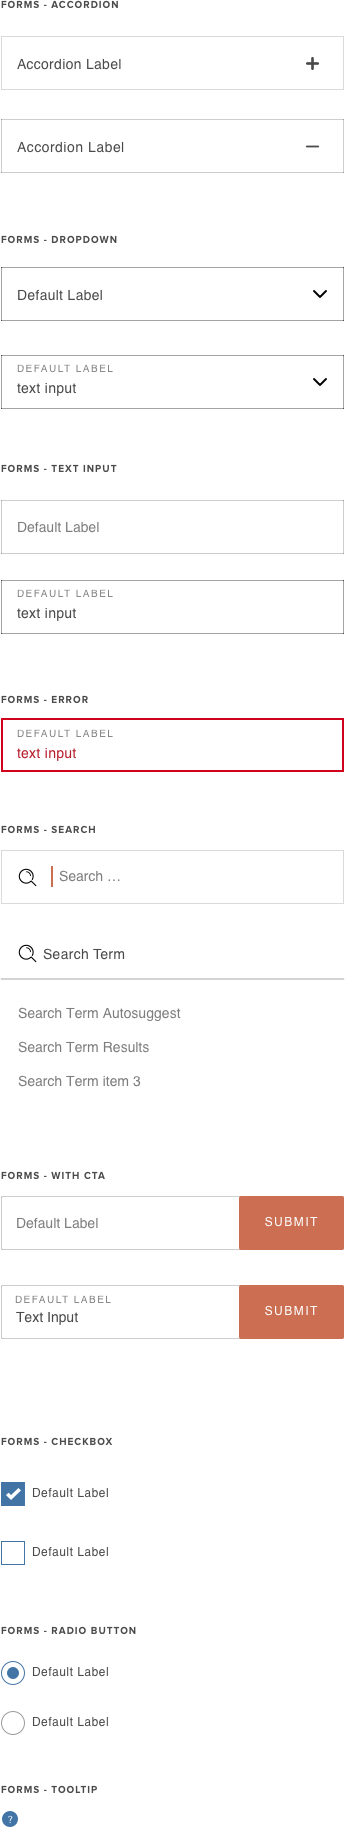 FORMS - ACCORDION
Accordion Label
Accordion Label
FORMS - DROPDOWN
Default Label
DEFAULT LABEL
text input
FORMS - TEXT INPUT
Default Label
DEFAULT LABEL
text input
FORMS - ERROR
DEFAULT LABEL
text input
FORMS - SEARCH
Search ...
Search Term
Search Term Autosuggest
Search Term Results
Search Term item 3
FORMS - WITH CTA
Default Label SUBMIT
DEFAULT LABEL
Text Input SUBMIT
FORMS - CHECKBOX
Default Label
Default Label
FORMS - RADIO BUTTON
Default Label
Default Label
FORMS - TOOLTIP
?